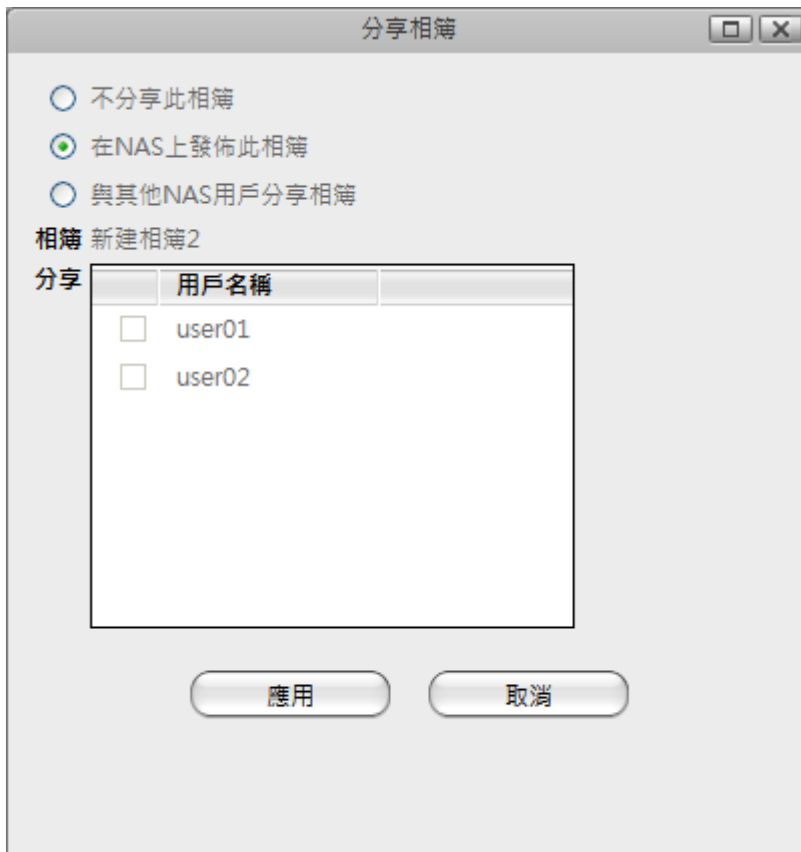 分享相簿
不分享此相簿
在NAS上發佈此相簿
與其他NAS用戶分享相簿
相簿 新建相簿2
分享 用戶名稱
user01
user02
應用 取消